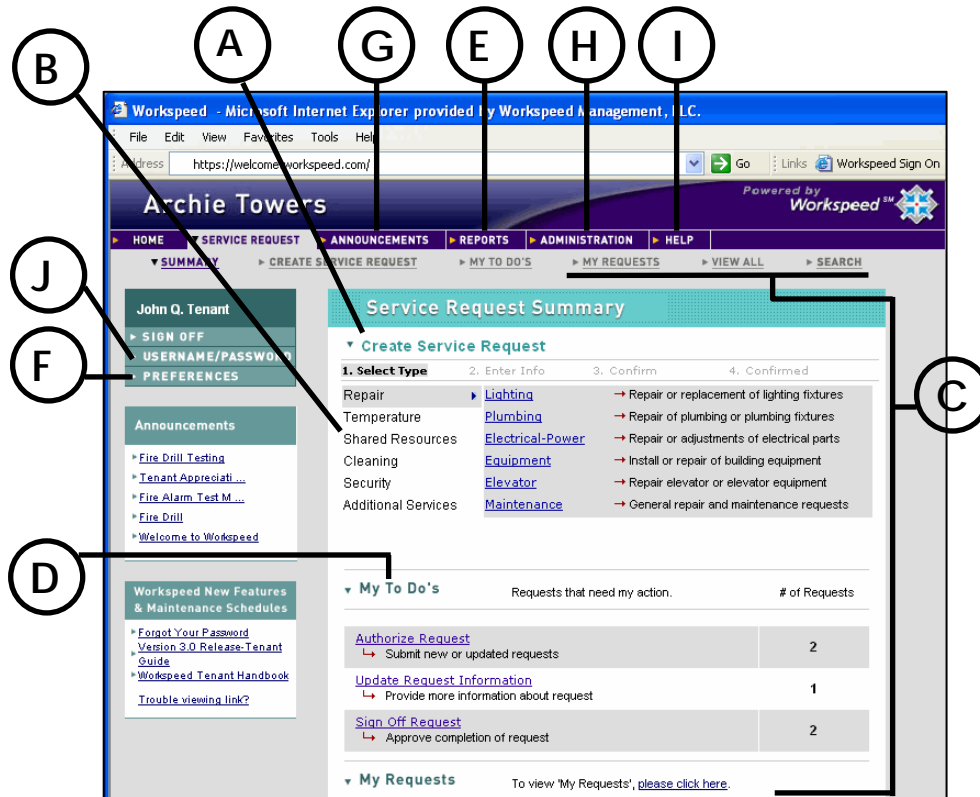 A
G
E
H
I
B
Workspeed - Microsoft Internet Explorer provided by Workspeed Management, LLC.
File Edit View Favorites Tools Help
Address https://welcome.workspeed.com/ Go Links Workspeed Sign On
Archie Towers
Powered by
Workspeed SM
HOME SERVICE REQUEST ANNOUNCEMENTS REPORTS ADMINISTRATION HELP
SUMMARY CREATE SERVICE REQUEST MY TO DO'S MY REQUESTS VIEW ALL SEARCH
J
F
John Q. Tenant
SIGN OFF
USERNAME/PASSWORD
PREFERENCES
Announcements
Fire Drill Testing
Tenant Appreciati ...
Fire Alarm Test M ...
Fire Drill
Welcome to Workspeed
D
Workspeed New Features
& Maintenance Schedules
Forgot Your Password
Version 3.0 Release-Tenant
Guide
Workspeed Tenant Handbook
Trouble viewing link?
Service Request Summary
Create Service Request
1. Select Type 2. Enter Info 3. Confirm 4. Confirmed
Repair Lighting → Repair or replacement of lighting fixtures
Temperature Plumbing → Repair of plumbing or plumbing fixtures
Shared Resources Electrical-Power → Repair or adjustments of electrical parts
Cleaning Equipment → Install or repair of building equipment
Security Elevator → Repair elevator or elevator equipment
Additional Services Maintenance → General repair and maintenance requests
C
My To Do's Requests that need my action. # of Requests
Authorize Request
Submit new or updated requests 2
Update Request Information
Provide more information about request 1
Sign Off Request
Approve completion of request 2
My Requests To view 'My Requests', please click here.